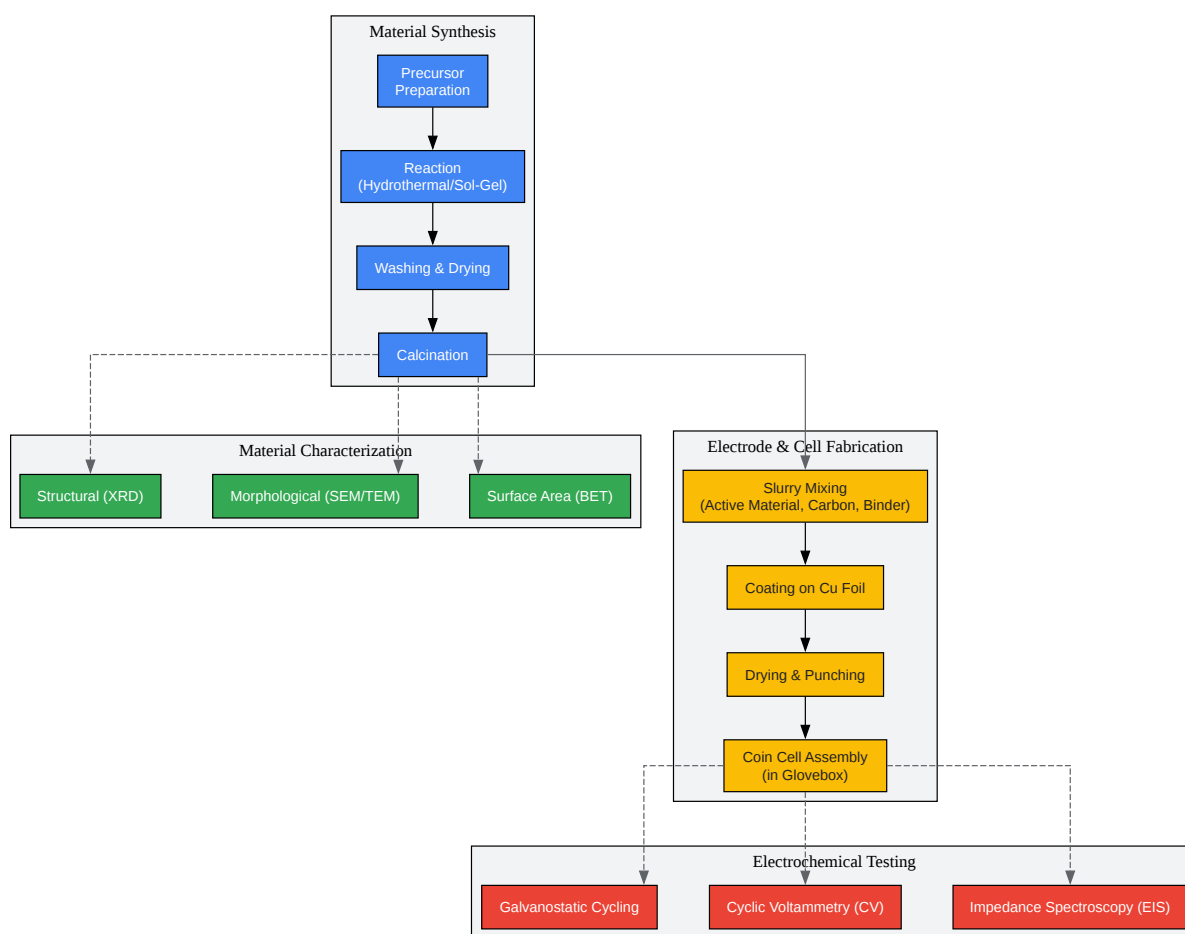 Material Synthesis
Precursor
Preparation
Reaction
(Hydrothermal/Sol-Gel)
Washing & Drying
Calcination
Material Characterization
Structural (XRD)
Morphological (SEM/TEM)
Surface Area (BET)
Electrode & Cell Fabrication
Slurry Mixing
(Active Material, Carbon, Binder)
Coating on Cu Foil
Drying & Punching
Coin Cell Assembly
(in Glovebox)
Electrochemical Testing
Galvanostatic Cycling
Cyclic Voltammetry (CV)
Impedance Spectroscopy (EIS)